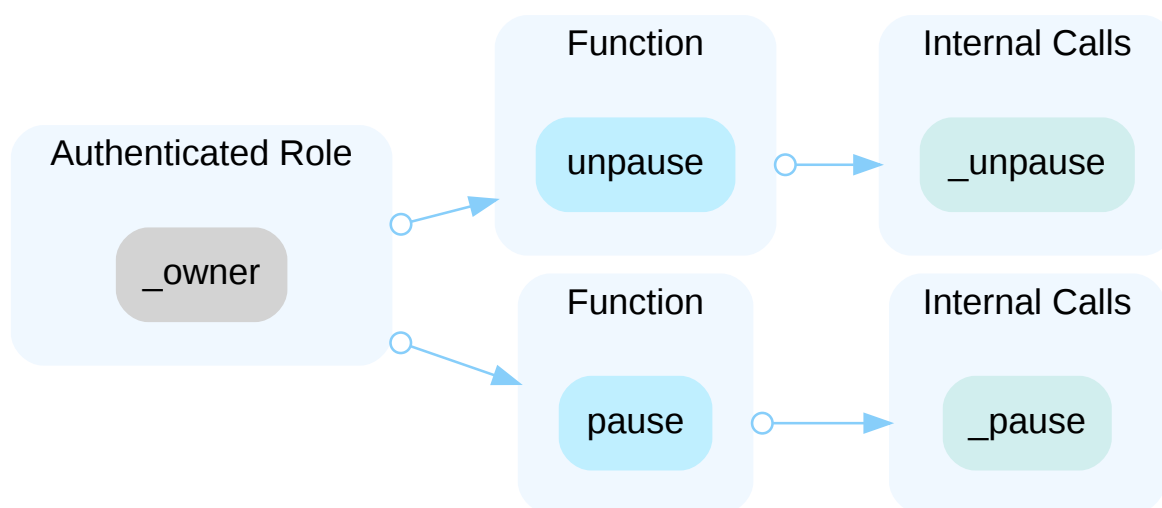 Authenticated Role
_owner
Function
unpause
Internal Calls
_unpause
Function
pause
Internal Calls
_pause